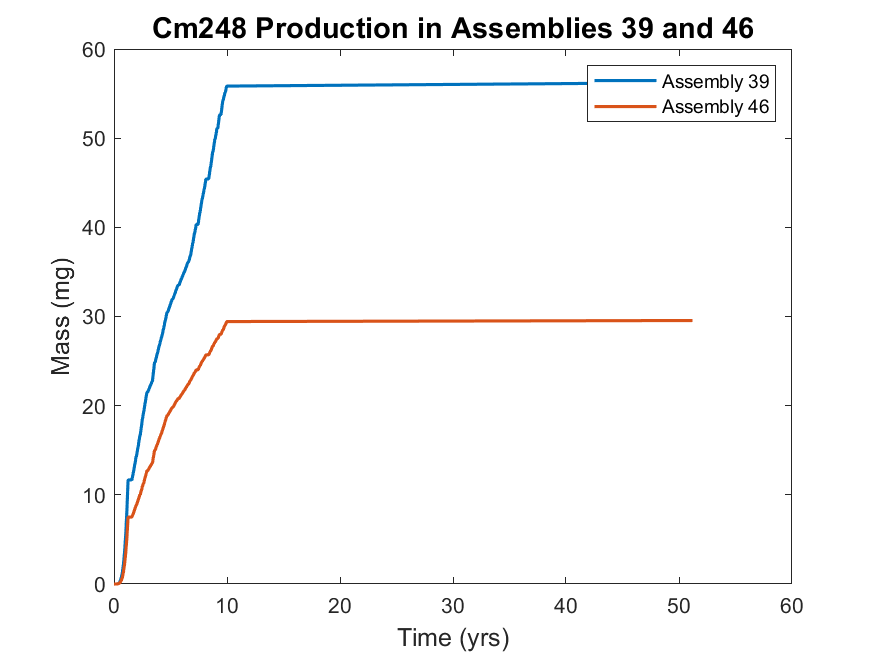 Cm248 Production in Assemblies 39 and 46
60
50
40
30
20
10
0
Mass (mg)
Assembly 39
Assembly 46
0 10 20 30 40 50 60
Time (yrs)